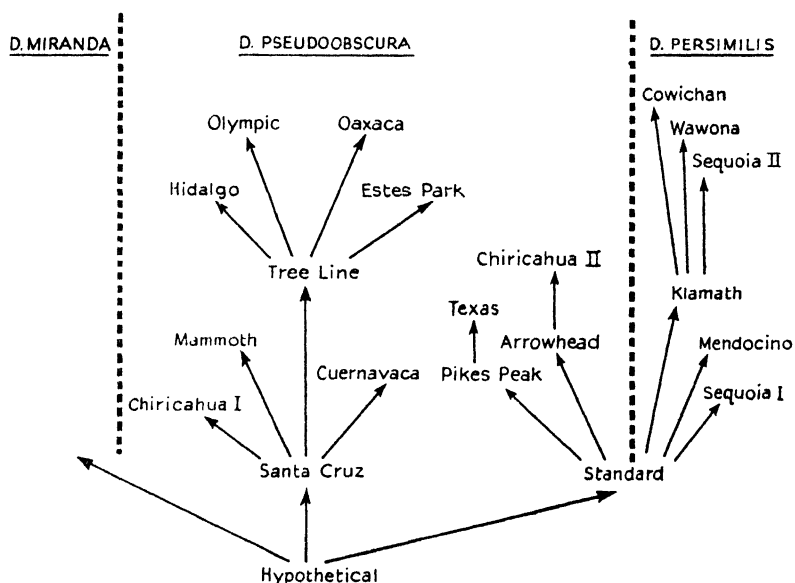 D. MIRANDA
D. PSEUDOOBSCURA
D. PERSIMILIS
Cowichan
Olympic
Oaxaca
Wawona
Sequoia II
Hidalgo
Estes Park
Tree Line
Chiricahua II
Klamath
Texas
Mammoth
Arrowhead
Mendocino
Cuernavaca
Pikes Peak
Chiricahua I
Sequoia I
Santa Cruz
Standard
Hypothetical